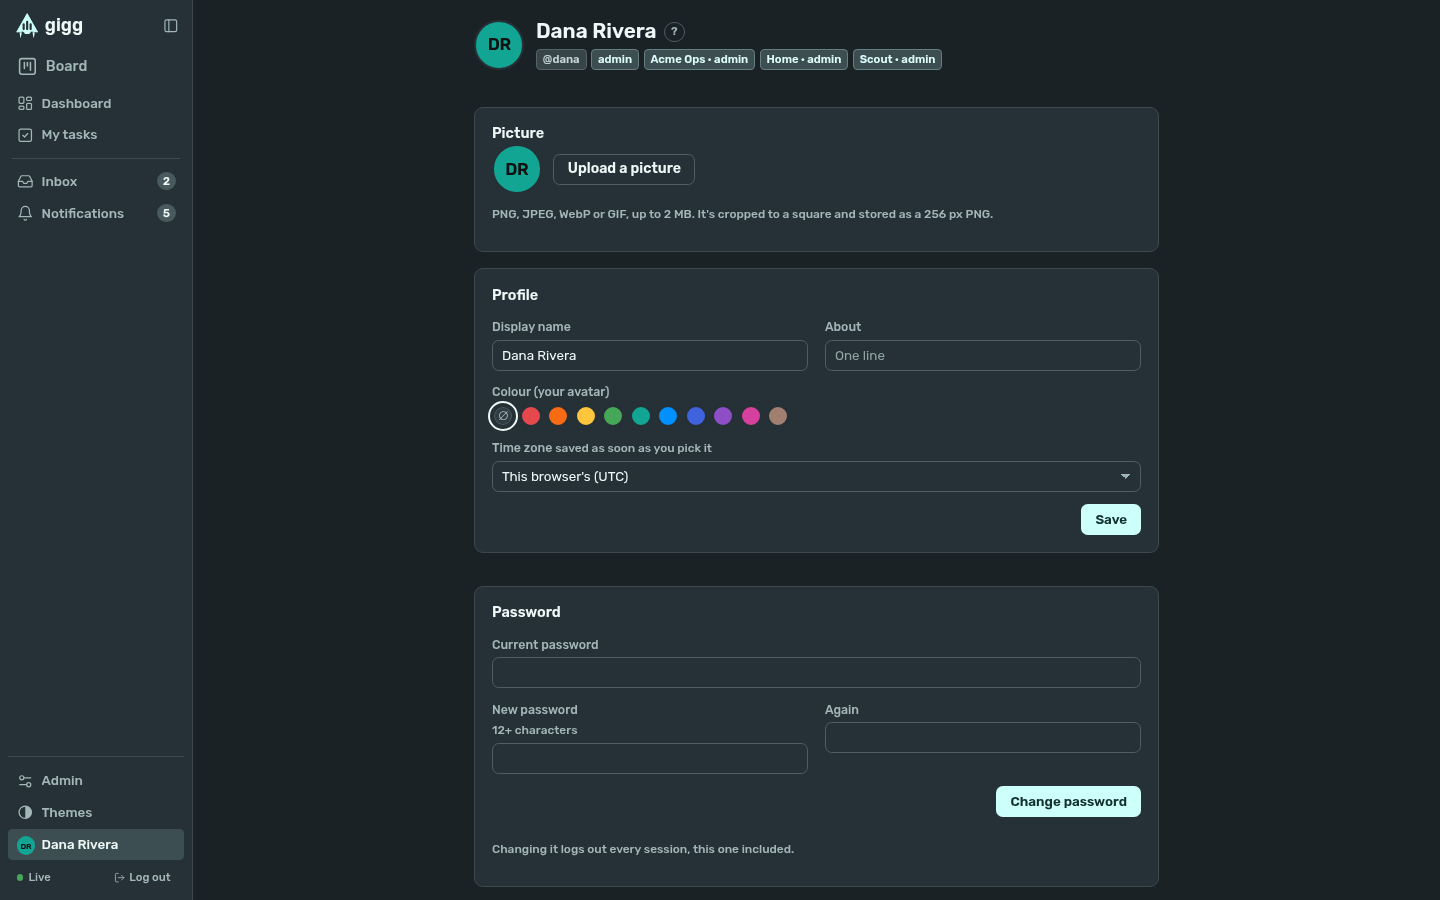 gigg
Board
Dashboard
My tasks
Inbox 2
Notifications 5
Admin
Themes
DR Dana Rivera
Live Log out
DR
Dana Rivera ?
@dana admin Acme Ops • admin Home • admin Scout • admin
Picture
DR Upload a picture
PNG, JPEG, WebP or GIF, up to 2 MB. It's cropped to a square and stored as a 256 px PNG.
Profile
Display name About
Dana Rivera One line
Colour (your avatar)
Time zone saved as soon as you pick it
This browser's (UTC)
Save
Password
Current password
New password Again
12+ characters
Change password
Changing it logs out every session, this one included.